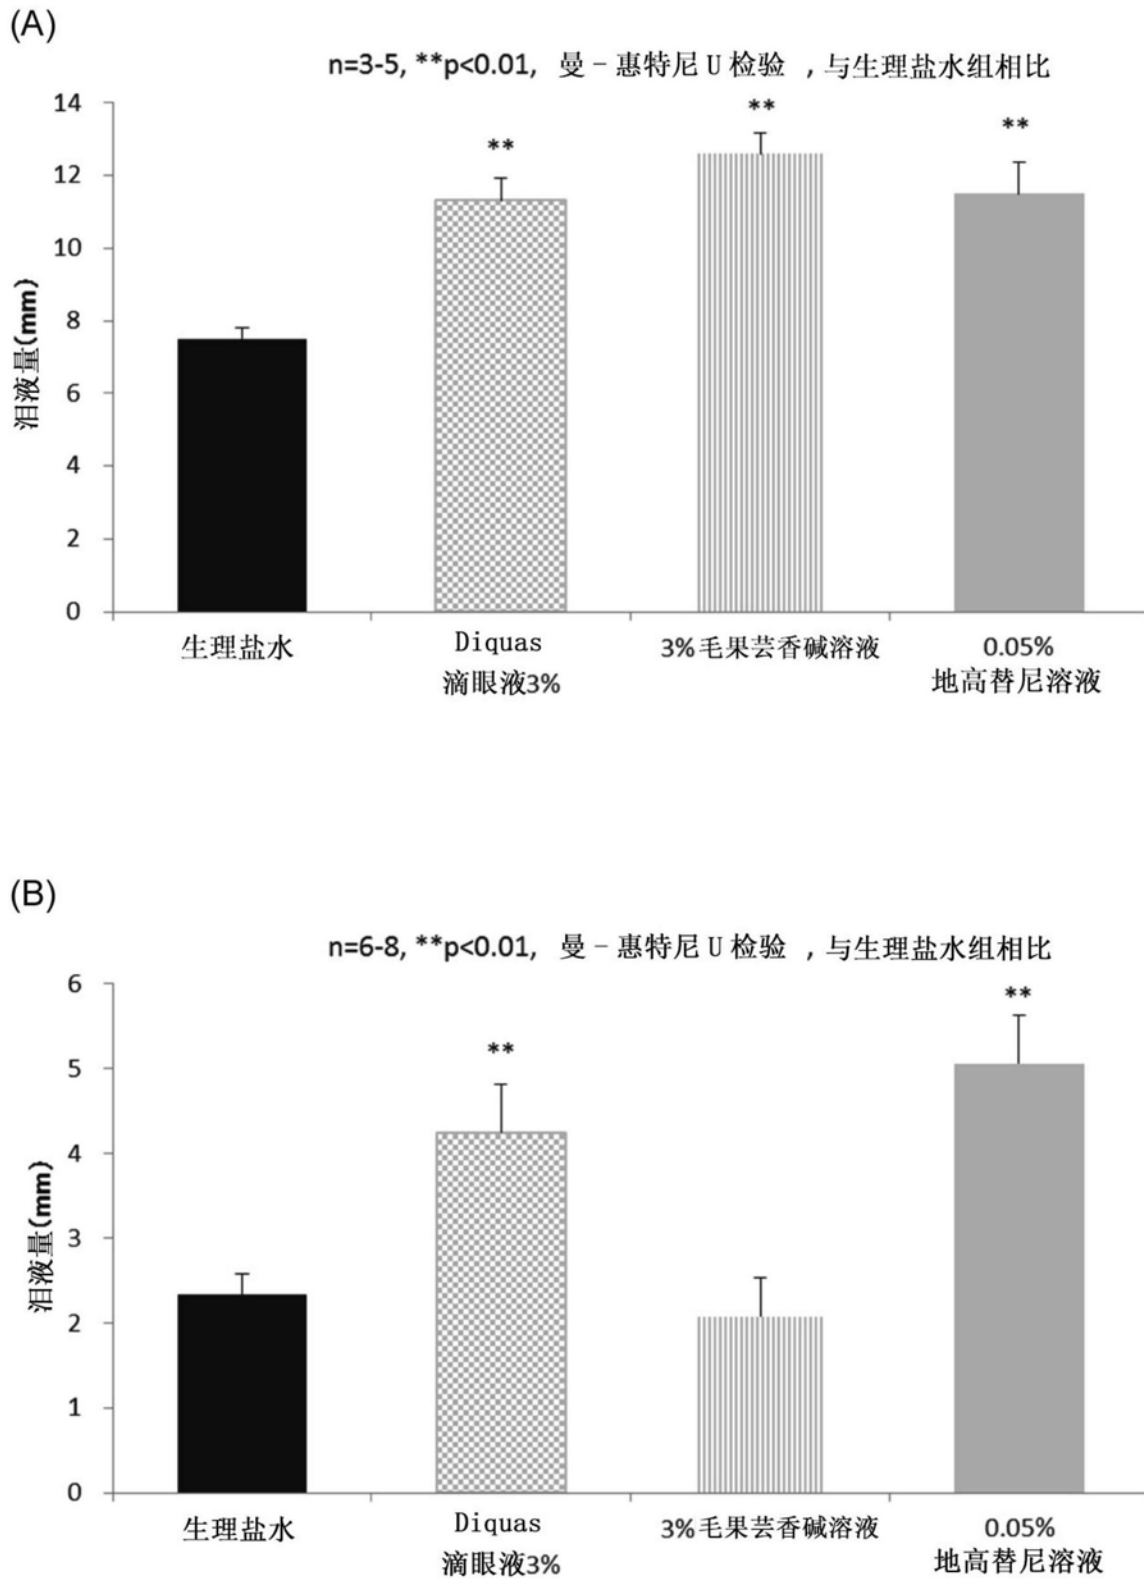 (A)
n=3-5, **p<0.01, 曼-惠特尼 U 检验 , 与生理盐水组相比
14
12
10
8
6
4
2
0
泪液量(mm)
**
**
**
生理盐水
Diquas
滴眼液3%
3%毛果芸香碱溶液
0.05%
地高替尼溶液
(B)
n=6-8, **p<0.01, 曼-惠特尼 U 检验 , 与生理盐水组相比
6
5
4
3
2
1
0
泪液量(mm)
**
**
生理盐水
Diquas
滴眼液3%
3%毛果芸香碱溶液
0.05%
地高替尼溶液